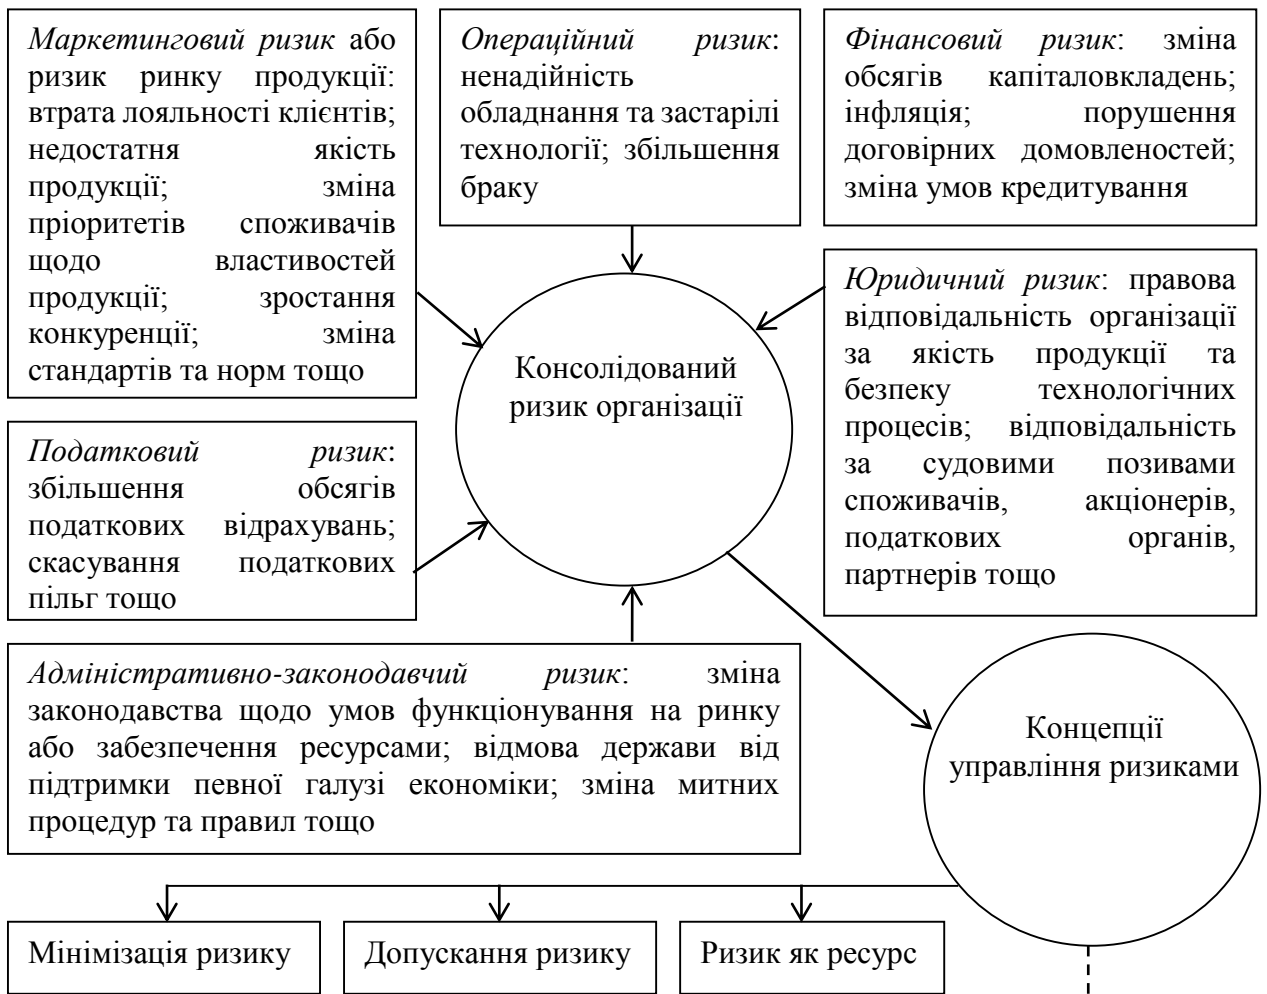 Маркетинговий ризик або
ризик ринку продукції:
втрата лояльності клієнтів;
недостатня якість
продукції; зміна
пріоритетів споживачів
щодо властивостей
продукції; зростання
конкуренції; зміна
стандартів та норм тощо
Операційний ризик:
ненадійність
обладнання та застарілі
технології; збільшення
браку
Фінансовий ризик: зміна
обсягів капіталовкладень;
інфляція; порушення
договірних домовленостей;
зміна умов кредитування
Консолідований
ризик організації
Юридичний ризик: правова
відповідальність організації
за якість продукції та
безпеку технологічних
процесів; відповідальність
за судовими позивами
споживачів, акціонерів,
податкових органів,
партнерів тощо
Податковий ризик:
збільшення обсягів
податкових відрахувань;
скасування податкових
пільг тощо
Адміністративно-законодавчий ризик: зміна
законодавства щодо умов функціонування на ринку
або забезпечення ресурсами; відмова держави від
підтримки певної галузі економіки; зміна митних
процедур та правил тощо
Концепції
управління ризиками
Мінімізація ризику
Допускання ризику
Ризик як ресурс